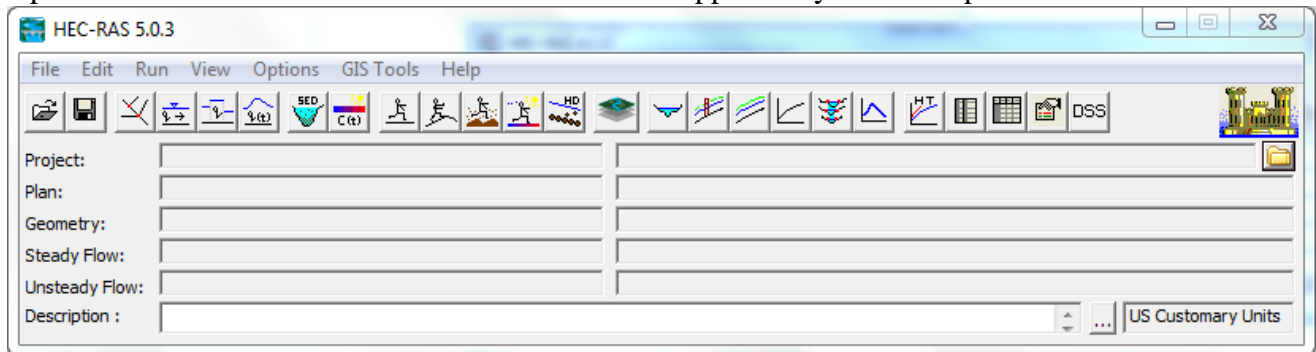 HEC-RAS 5.0.3
File Edit Run View Options GIS Tools Help
SED C(t) HD HT DSS
Project:
Plan:
Geometry:
Steady Flow:
Unsteady Flow:
Description : ... US Customary Units